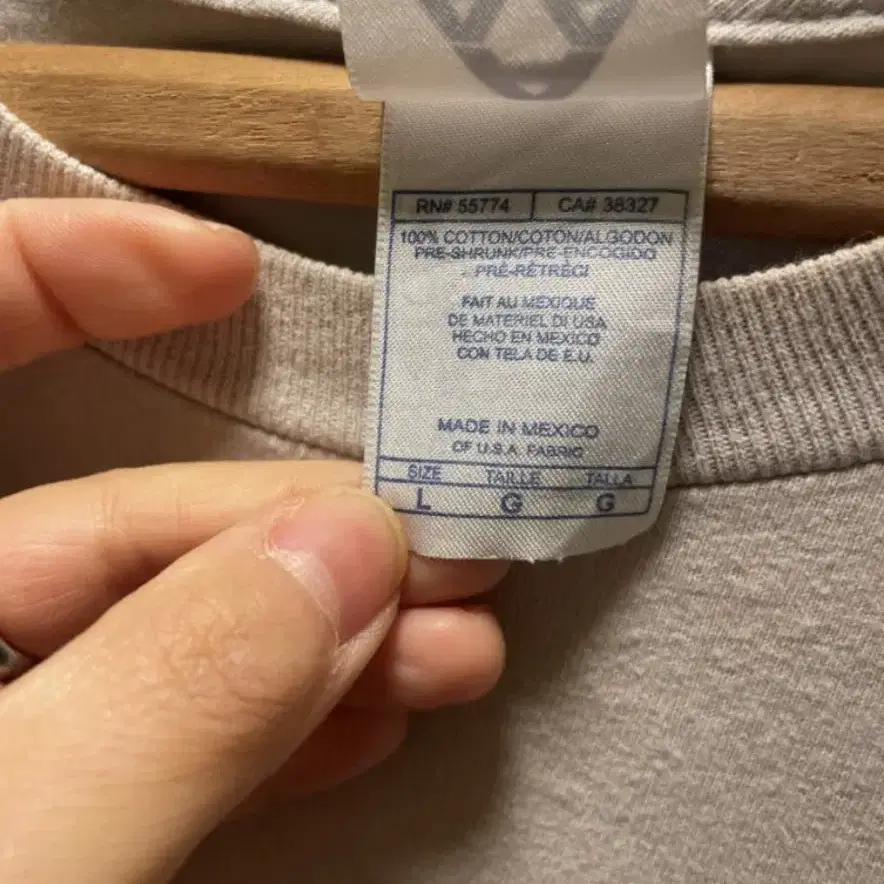 RN# 55774 CA# 38327
100% COTTON/COTON/ALGODON
PRE-SHRUNK/PRE-ENCOGIDO
PRÉ-RÉTRÉCI
FAIT AU MEXIQUE
DE MATERIEL DI USA
HECHO EN MEXICO
CON TELA DE E.U.
MADE IN MEXICO
OF U.S.A. FABRIC
SIZE TAILLE TALLA
L G G